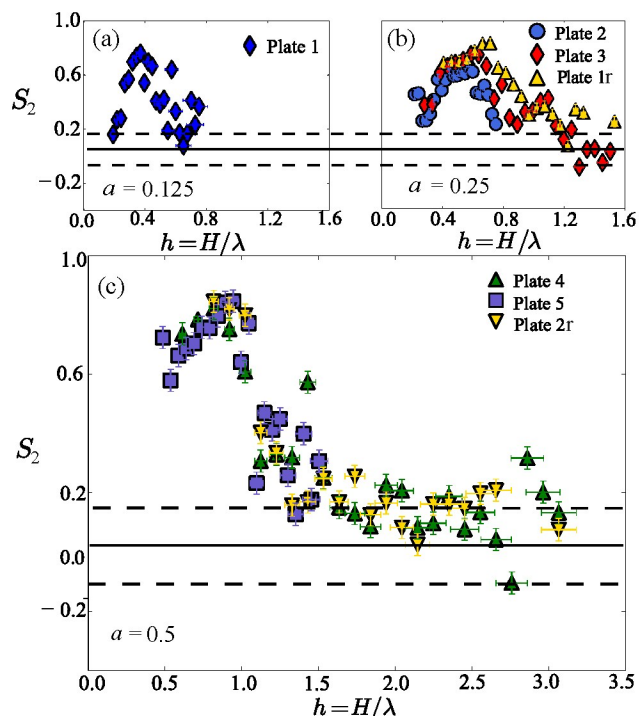 (a)
Plate 1
(b)
Plate 2
Plate 3
Plate 1r
1.0
0.6
0.2
−0.2
S₂
a = 0.125
a = 0.25
0.0 0.4 0.8 1.2 1.6
0.0 0.4 0.8 1.2 1.6
h = H/λ
h = H/λ
(c)
Plate 4
Plate 5
Plate 2r
1.0
0.6
0.2
0.0
−0.2
S₂
a = 0.5
0.0 0.5 1.0 1.5 2.0 2.5 3.0 3.5
h = H/λ